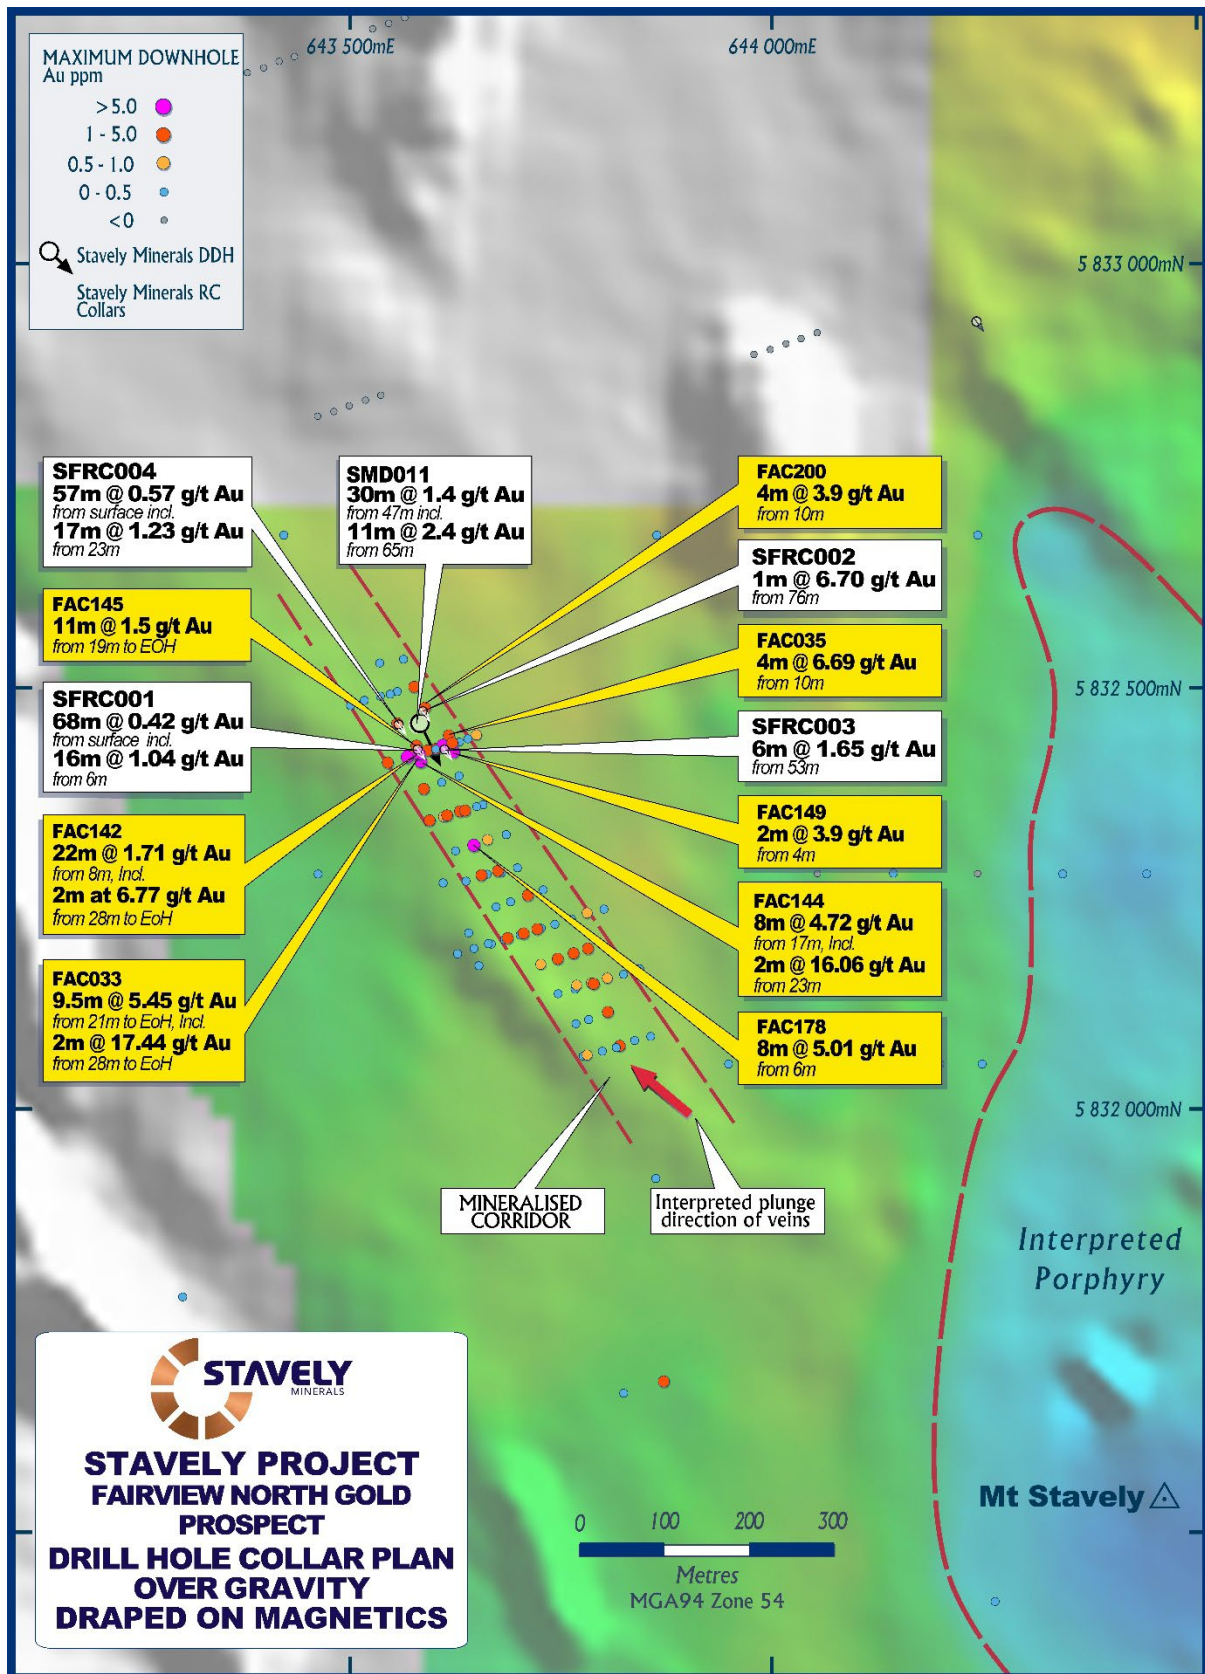 643 500mE
644 000mE
MAXIMUM DOWNHOLE
Au ppm
>5.0
1 - 5.0
0.5 - 1.0
0 - 0.5
<0
Stavely Minerals DDH
Stavely Minerals RC
Collars
5 833 000mN
SFRC004
57m @ 0.57 g/t Au
from surface incl.
17m @ 1.23 g/t Au
from 23m
SMD011
30m @ 1.4 g/t Au
from 47m incl.
11m @ 2.4 g/t Au
from 65m
FAC200
4m @ 3.9 g/t Au
from 10m
SFRC002
1m @ 6.70 g/t Au
from 76m
FAC145
11m @ 1.5 g/t Au
from 19m to EOH
FAC035
4m @ 6.69 g/t Au
from 10m
5 832 500mN
SFRC001
68m @ 0.42 g/t Au
from surface incl.
16m @ 1.04 g/t Au
from 6m
SFRC003
6m @ 1.65 g/t Au
from 53m
FAC149
2m @ 3.9 g/t Au
from 4m
FAC142
22m @ 1.71 g/t Au
from 8m, Incl.
2m at 6.77 g/t Au
from 28m to EoH
FAC144
8m @ 4.72 g/t Au
from 17m, Incl.
2m @ 16.06 g/t Au
from 23m
FAC033
9.5m @ 5.45 g/t Au
from 21m to EoH, Incl.
2m @ 17.44 g/t Au
from 28m to EoH
FAC178
8m @ 5.01 g/t Au
from 6m
5 832 000mN
MINERALISED
CORRIDOR
Interpreted plunge
direction of veins
Interpreted
Porphyry
STAVELY
MINERALS
STAVELY PROJECT
FAIRVIEW NORTH GOLD
PROSPECT
DRILL HOLE COLLAR PLAN
OVER GRAVITY
DRAPED ON MAGNETICS
0 100 200 300
Metres
MGA94 Zone 54
Mt Stavely